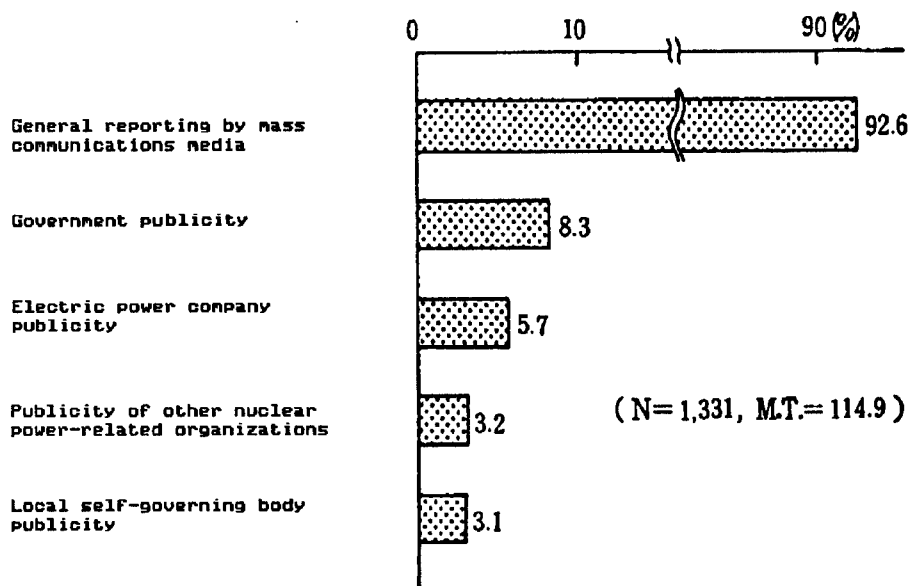 0 10 90 (%)
General reporting by mass
communications media
92.6
Government publicity
8.3
Electric power company
publicity
5.7
Publicity of other nuclear
power-related organizations
3.2
( N= 1,331, M.T.= 114.9 )
Local self-governing body
publicity
3.1